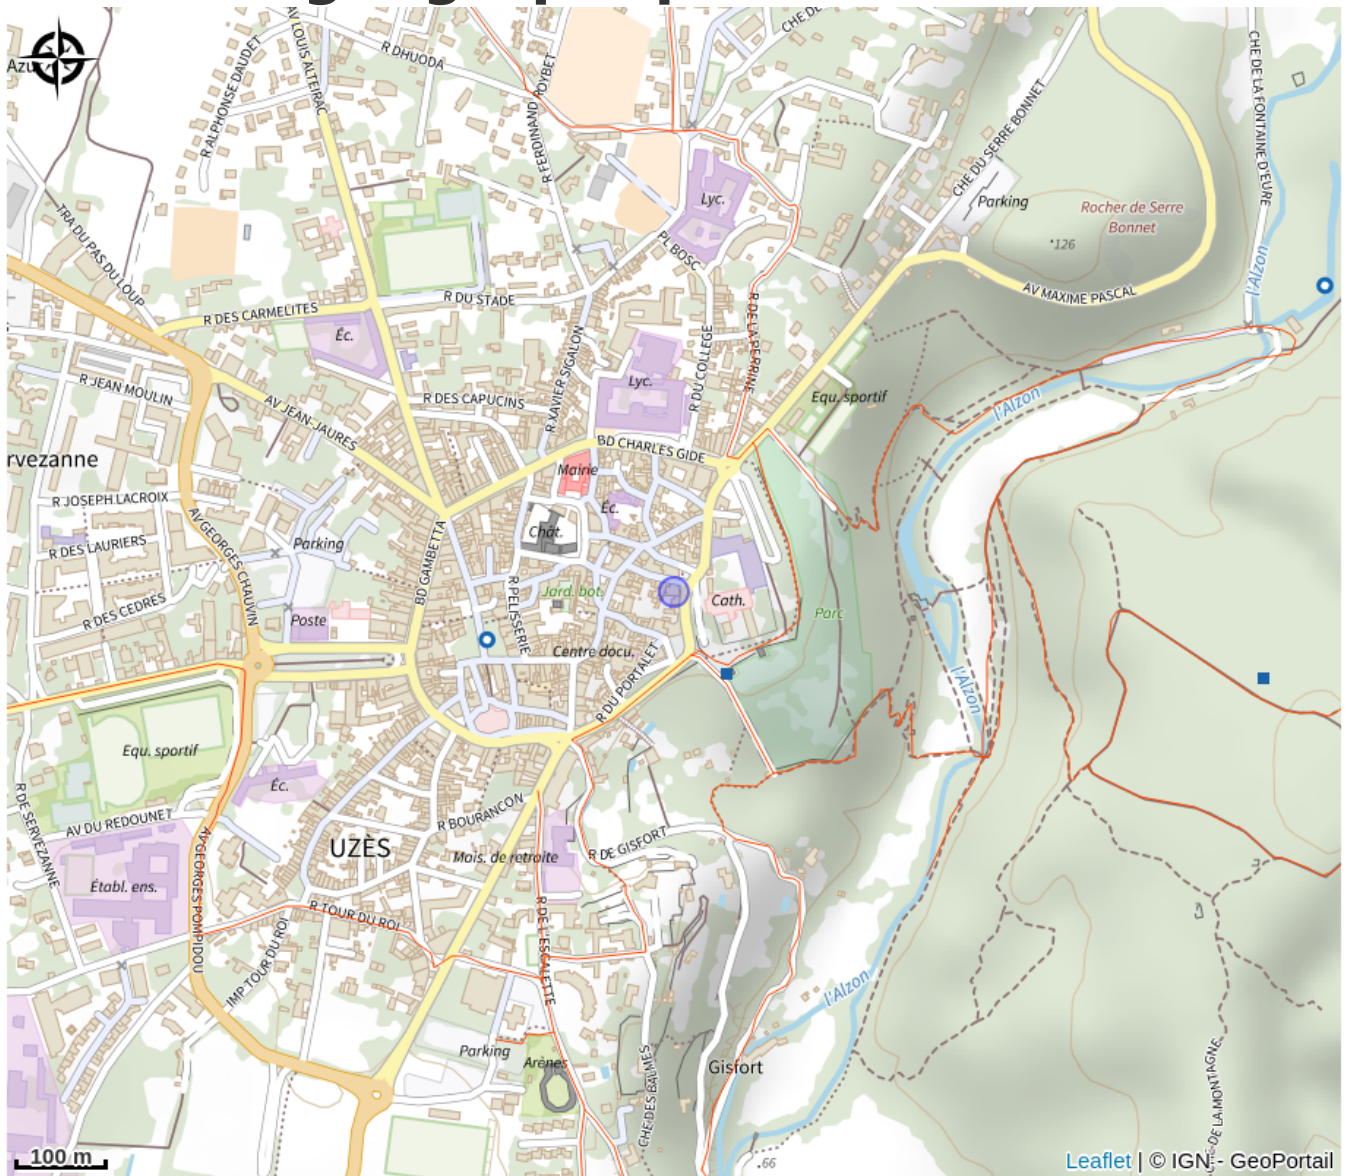 AV LOUIS ALTEIRAC
R DHUODA
CHE DE
R ALPHONSE DAUDET
R FERDINAND ROYBET
CHE DE LA FONTAINE D'EURE
CHE DU SERRE BONNET
Lyc.
Parking
Rocher de Serre
Bonnet
126
TRA DU PAS DU LOUP
PL BOSC
l'Alzon
AV MAXIME PASCAL
R DES CARMELITES
R DU STADE
Éc.
R DE LA PERRINE
R XAVIER SIGALON
R DU COLLEGE
Lyc.
R JEAN MOULIN
AV JEAN-JAURES
R DES CAPUCINS
Equ. sportif
l'Alzon
BD CHARLES GIDE
rvezanne
Mairie
R JOSEPH LACROIX
Éc.
AV GEORGES CHAUVIN
Chât.
Parking
R DES LAURIERS
BD GAMBETTA
R PELISSERIE
Jard. bot.
Cath.
Parc
R DES CEDRES
Poste
Centre docu.
R DU PORTALET
l'Alzon
Equ. sportif
Éc.
R DE SERVEZANNE
AV DU REDOUNET
R BOURANCON
UZÈS
Mais. de retraite
R DE GISFORT
AV GEORGES POMPIDOU
Établ. ens.
R TOUR DU ROI
R DE L'ESCALETTE
IMP TOUR DU ROI
l'Alzon
Parking
Arènes
Gisfort
CHE DES BALMES
E DE LA MONTAGNE
66
100 m
Leaflet | © IGN - GeoPortail